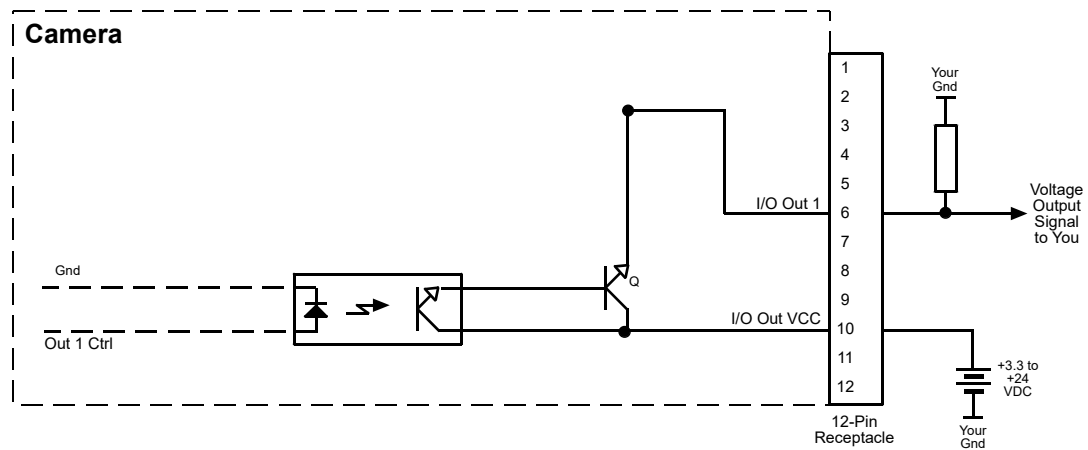 Camera
1
2
3
4
5
6
7
8
9
10
11
12
Your
Gnd
I/O Out 1
Voltage
Output
Signal
to You
Gnd
Q
I/O Out VCC
Out 1 Ctrl
+3.3 to
+24
VDC
12-Pin
Receptacle
Your
Gnd